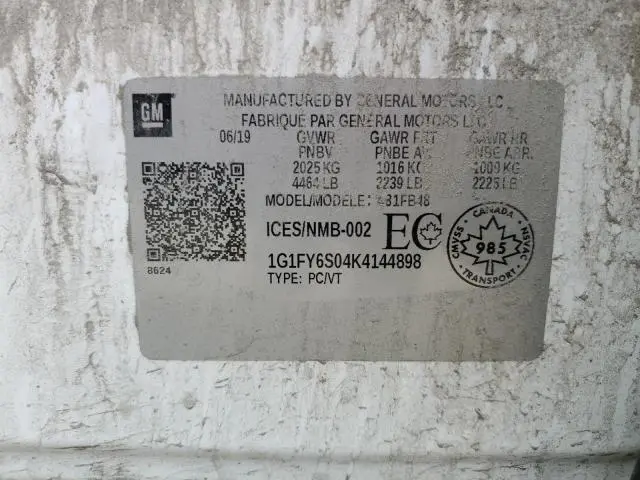 GM
MANUFACTURED BY GENERAL MOTORS LLC
FABRIQUE PAR GENERAL MOTORS LLC
06/19 GVWR GAWR FRT GAWR RR
PNBV PNBE AV PNBE ARR
2025 KG 1016 KG 1009 KG
4464 LB 2239 LB 2225 LB
MODEL/MODELE: 1FB48
ICES/NMB-002 EC
8624
1G1FY6S04K4144898
TYPE: PC/VT
CANADA
CMVSS 985 NSVAC
TRANSPORT